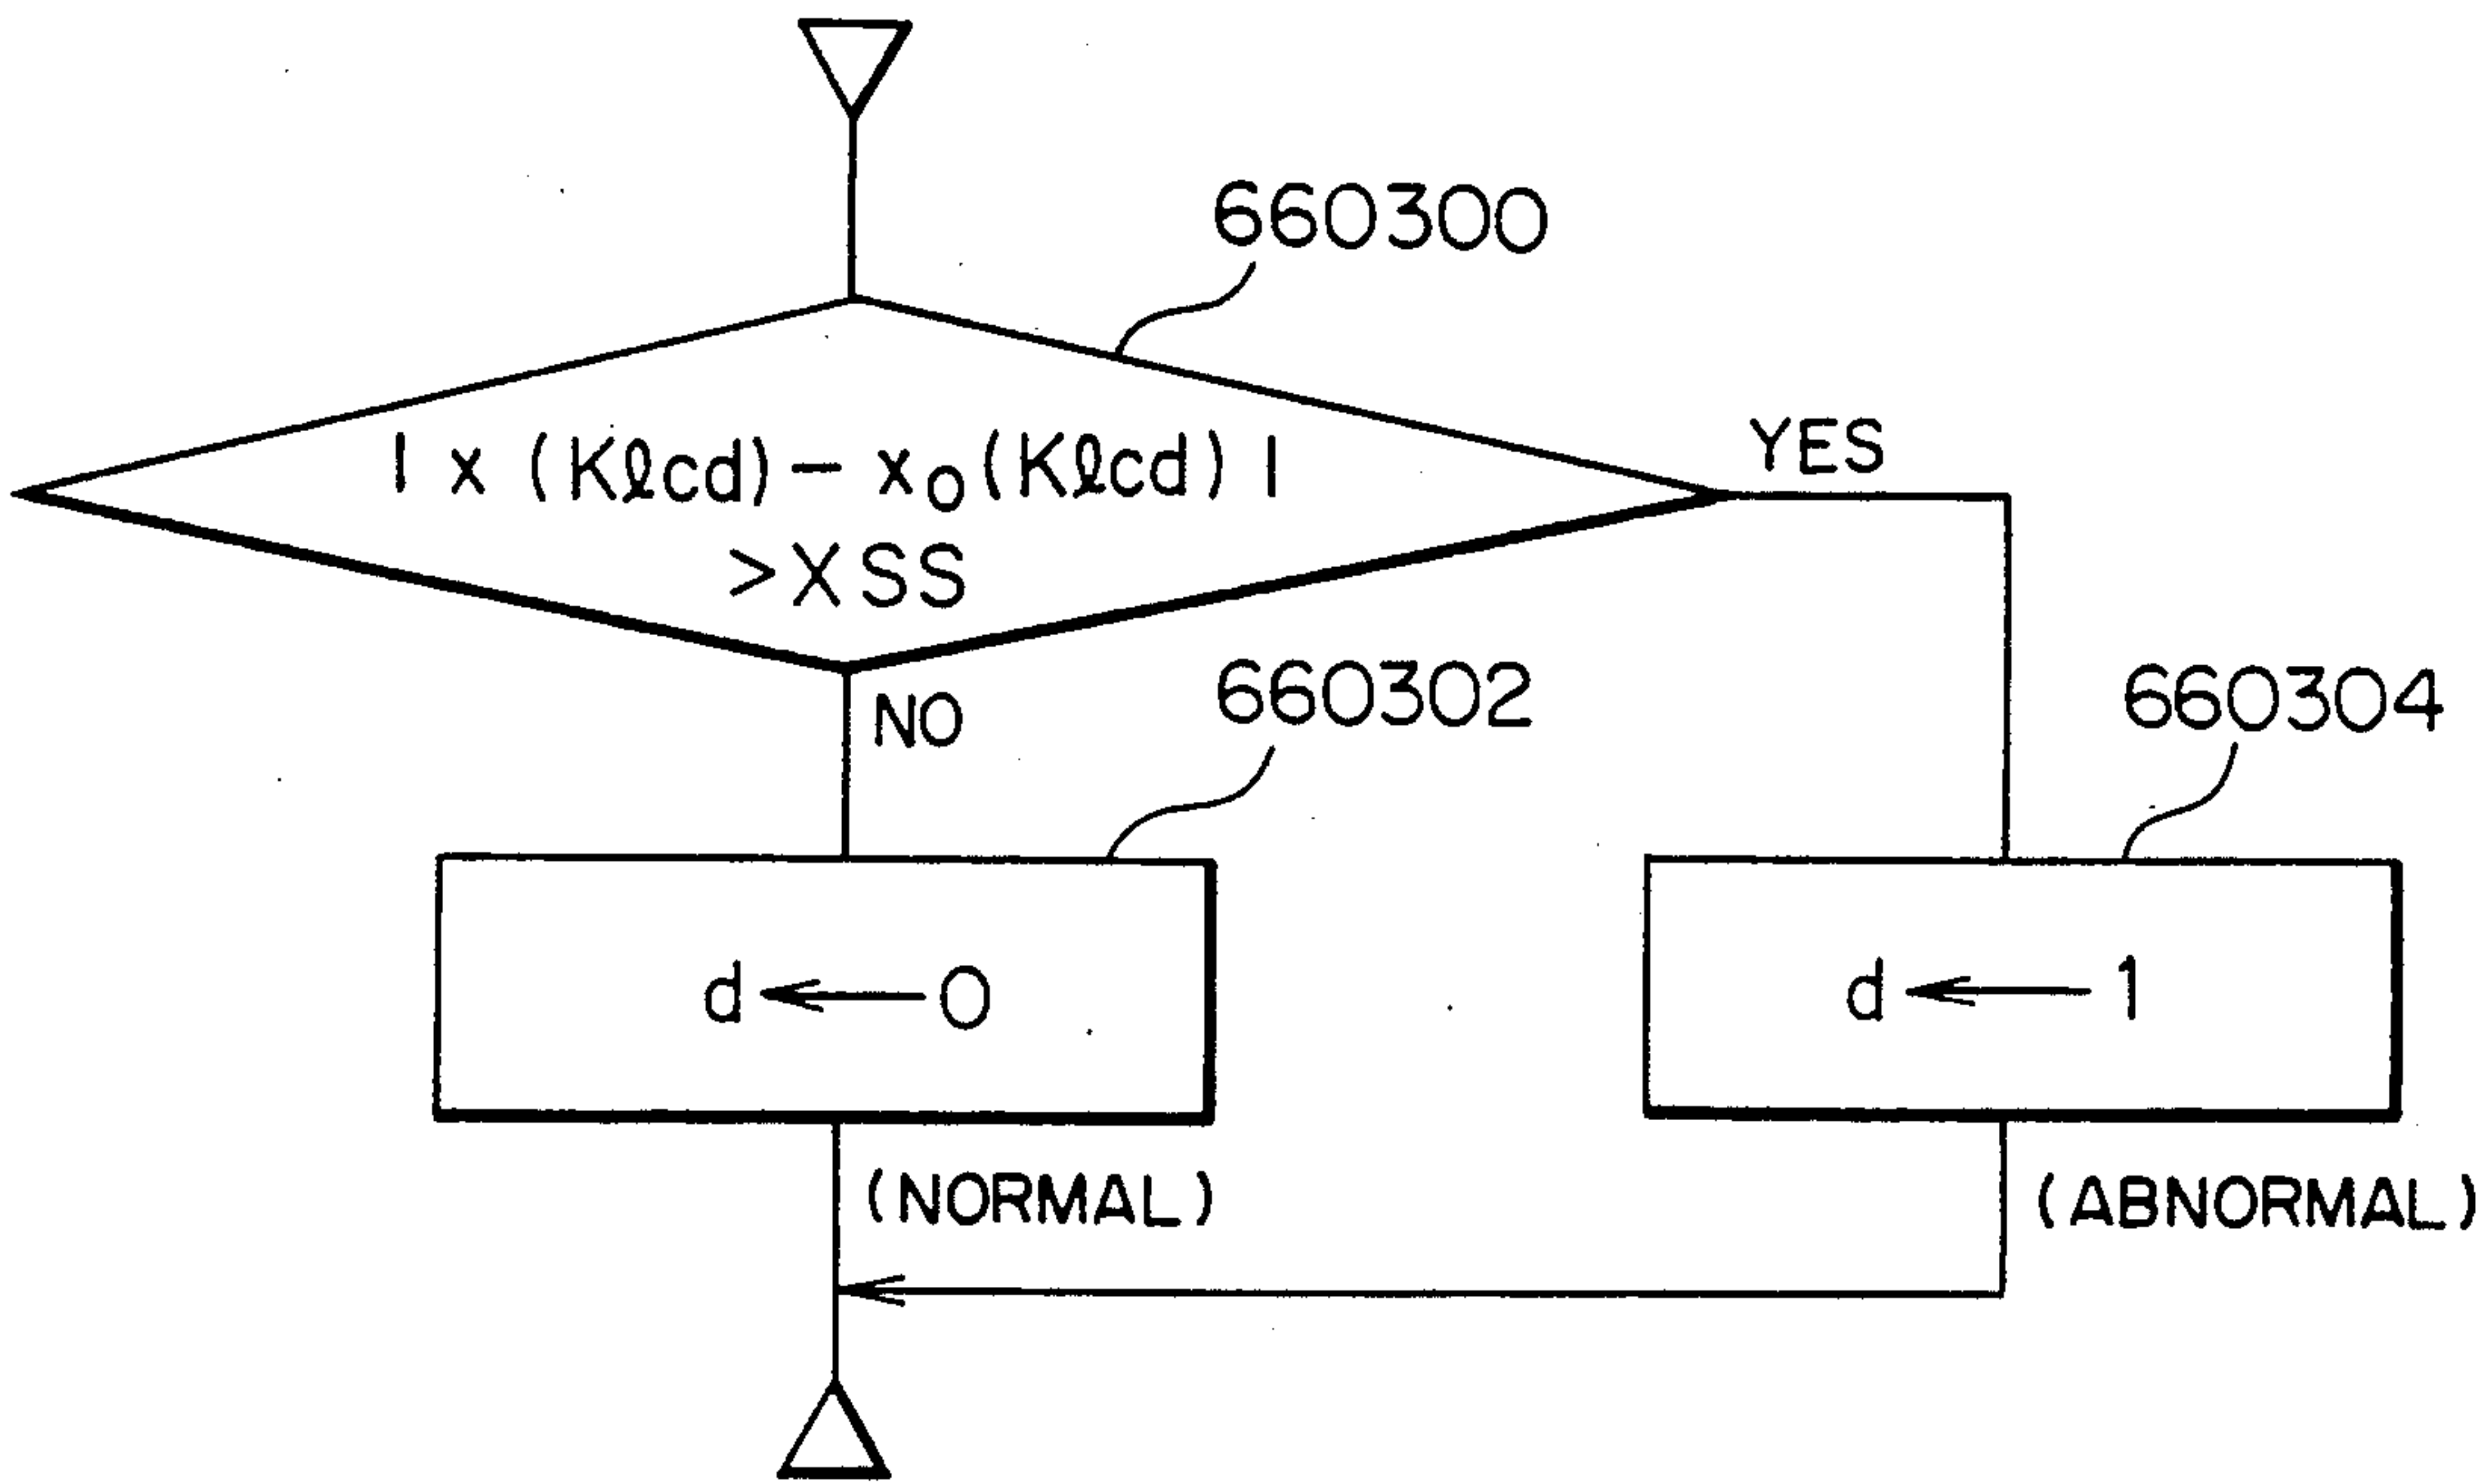 660300
| x (Kℓcd) − x₀ (Kℓcd) |
> XSS
YES
NO
660302
660304
d ← 0
d ← 1
(NORMAL)
(ABNORMAL)